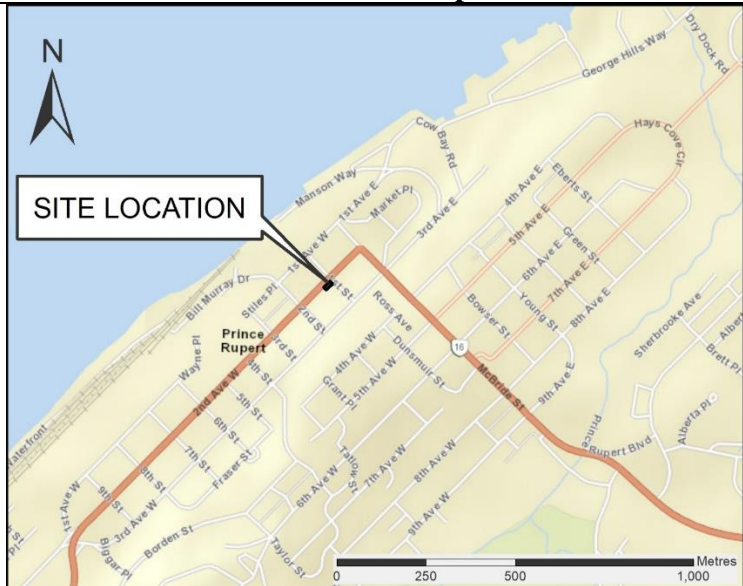 N
SITE LOCATION
Dry Dock Rd
George Hills Way
Cow Bay Rd
Hays Cove Cir
Manson Way
1st Ave E
Market Pl
3rd Ave E
4th Ave E
Eberts St
5th Ave E
Green St
6th Ave E
7th Ave E
8th Ave E
1st Ave W
Bill Murray Dr
Stiles Pl
1st St
2nd St
3rd St
Ross Ave
Bowser St
Young St
Sherbrooke Ave
Prince
Rupert
Wayne Pl
4th Ave W
Dunsmuir St
16
McBride St
Brett Pl
2nd Ave W
4th St
5th St
Grant Pl
5th Ave W
9th Ave E
Alberta Pl
6th St
7th St
Fraser St
Tatlow St
Prince Rupert Blvd
8th St
9th St
6th Ave W
7th Ave W
8th Ave W
9th Ave W
1st Ave W
3rd Ave W
Biggar Pl
Borden St
Taylor St
Metres
0 250 500 1,000